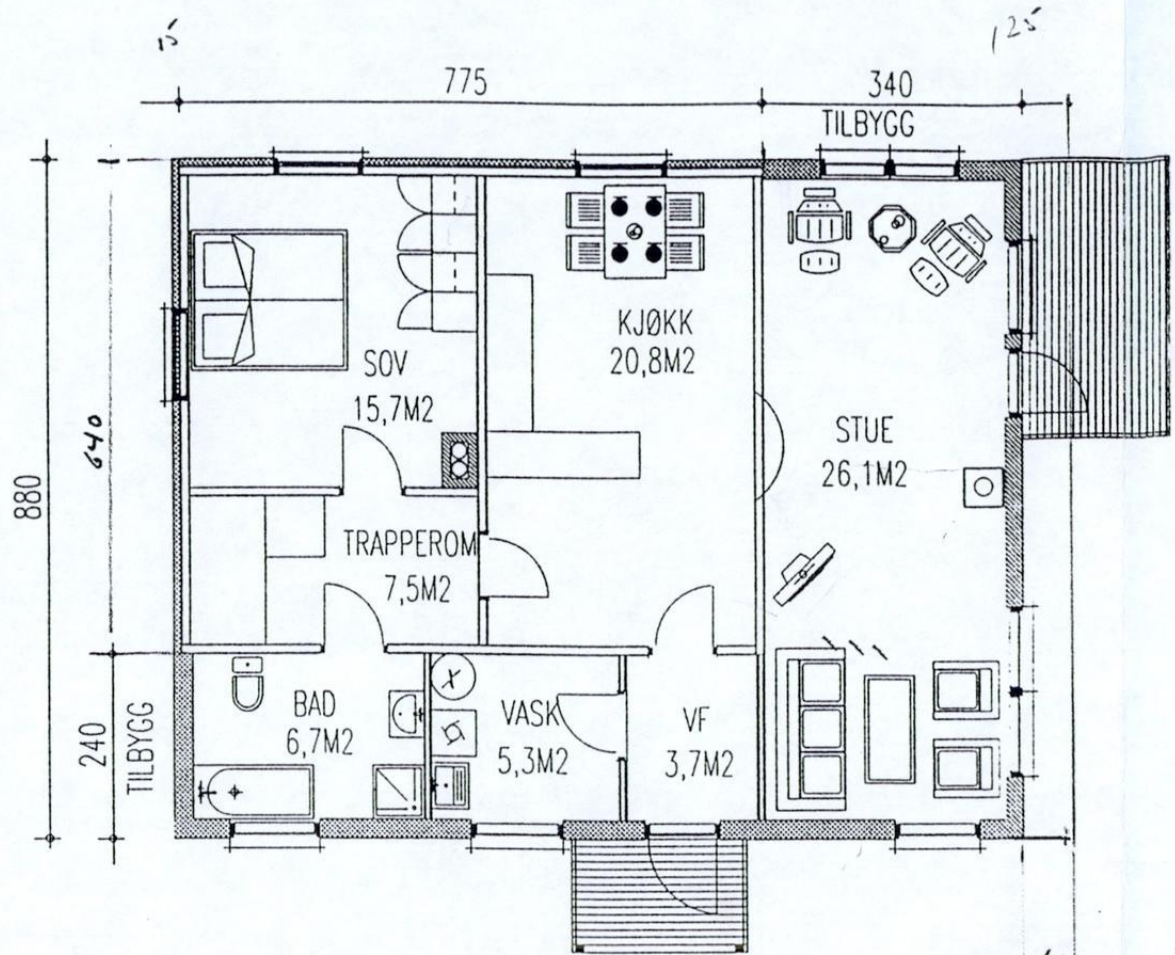 15
125
775
340
TILBYGG
KJØKK
20,8M2
SOV
15,7M2
STUE
26,1M2
880
640
TRAPPEROM
7,5M2
240
TILBYGG
BAD
6,7M2
VASK
5,3M2
VF
3,7M2